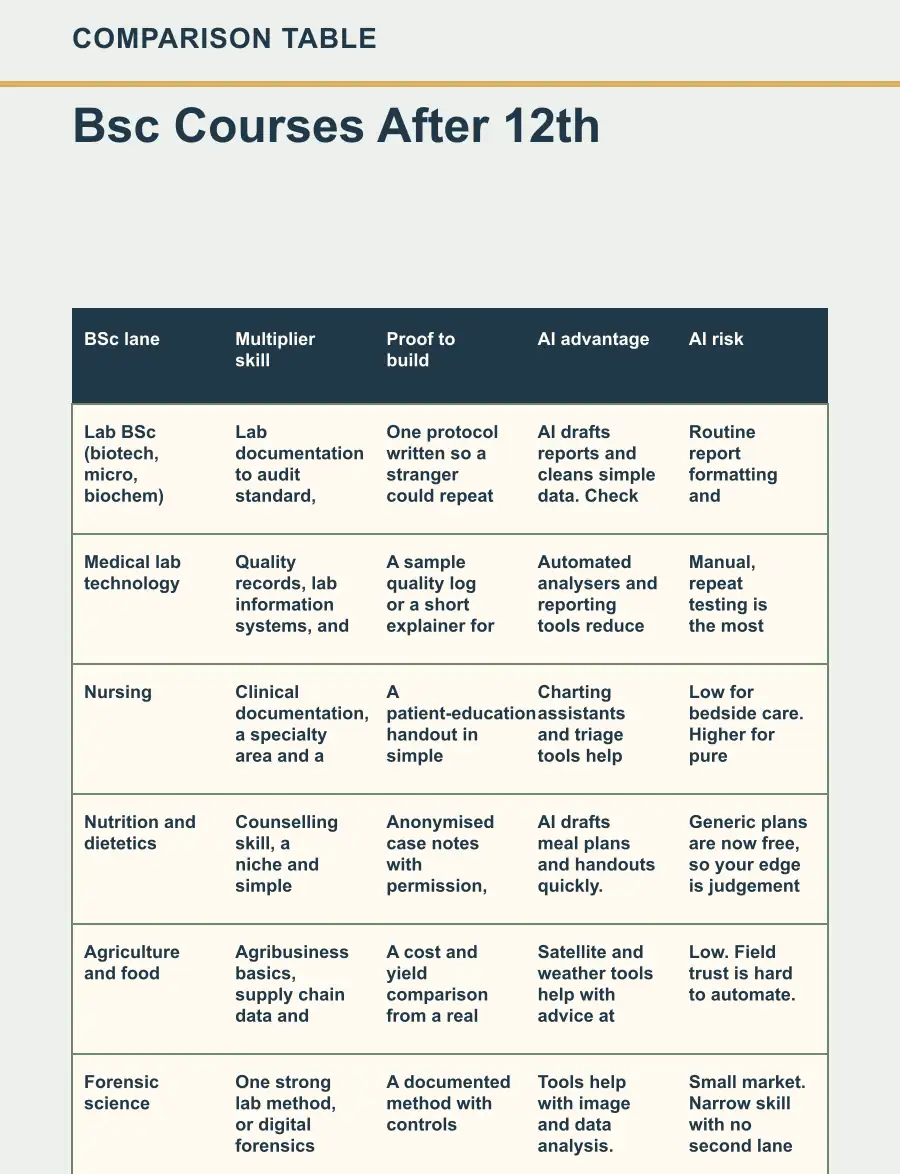 COMPARISON TABLE
Bsc Courses After 12th
BSc lane
Multiplier
skill
Proof to
build
AI advantage
AI risk
Lab BSc
(biotech,
micro,
biochem)
Lab
documentation
to audit
standard,
One protocol
written so a
stranger
could repeat
AI drafts
reports and
cleans simple
data. Check
Routine
report
formatting
and
Medical lab
technology
Quality
records, lab
information
systems, and
A sample
quality log
or a short
explainer for
Automated
analysers and
reporting
tools reduce
Manual,
repeat
testing is
the most
Nursing
Clinical
documentation,
a specialty
area and a
A
patient-education
handout in
simple
Charting
assistants
and triage
tools help
Low for
bedside care.
Higher for
pure
Nutrition and
dietetics
Counselling
skill, a
niche and
simple
Anonymised
case notes
with
permission,
AI drafts
meal plans
and handouts
quickly.
Generic plans
are now free,
so your edge
is judgement
Agriculture
and food
Agribusiness
basics,
supply chain
data and
A cost and
yield
comparison
from a real
Satellite and
weather tools
help with
advice at
Low. Field
trust is hard
to automate.
Forensic
science
One strong
lab method,
or digital
forensics
A documented
method with
controls
Tools help
with image
and data
analysis.
Small market.
Narrow skill
with no
second lane